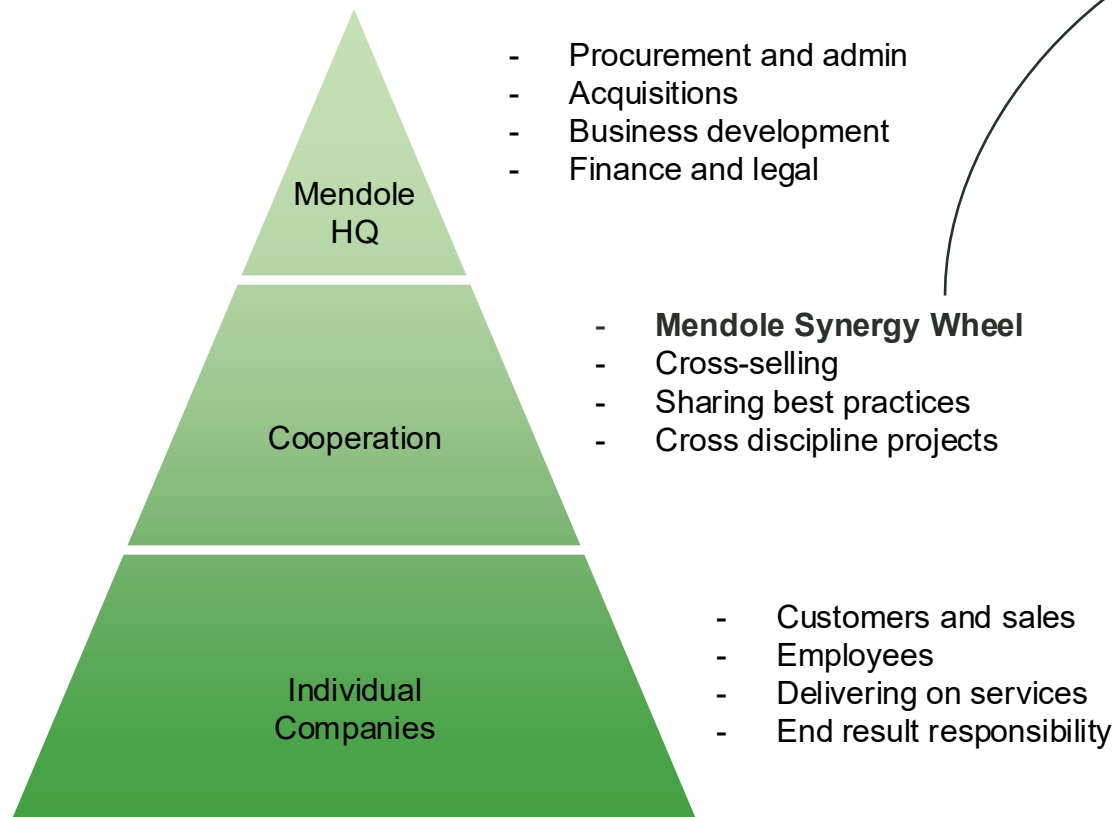 - Procurement and admin
- Acquisitions
- Business development
- Finance and legal
Mendole
HQ
- Mendole Synergy Wheel
- Cross-selling
- Sharing best practices
- Cross discipline projects
Cooperation
- Customers and sales
- Employees
- Delivering on services
- End result responsibility
Individual
Companies